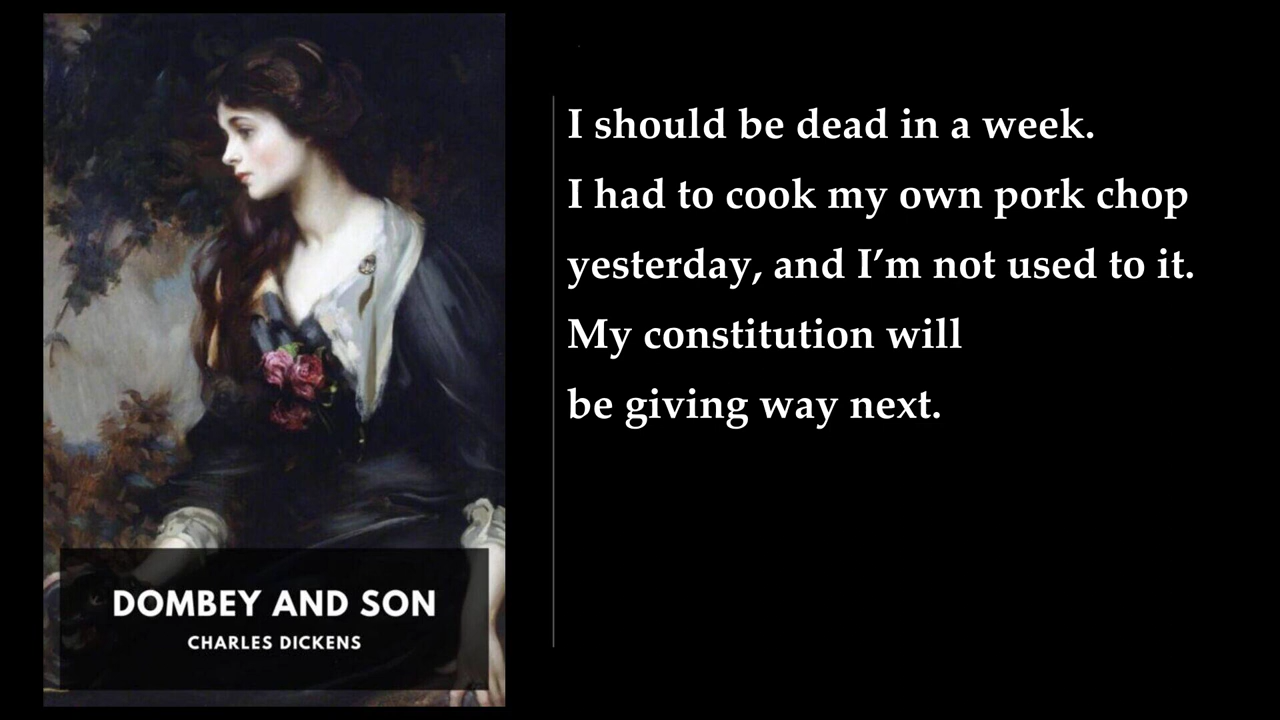 I should be dead in a week.
I had to cook my own pork chop
yesterday, and I’m not used to it.
My constitution will
be giving way next.
DOMBEY AND SON
CHARLES DICKENS